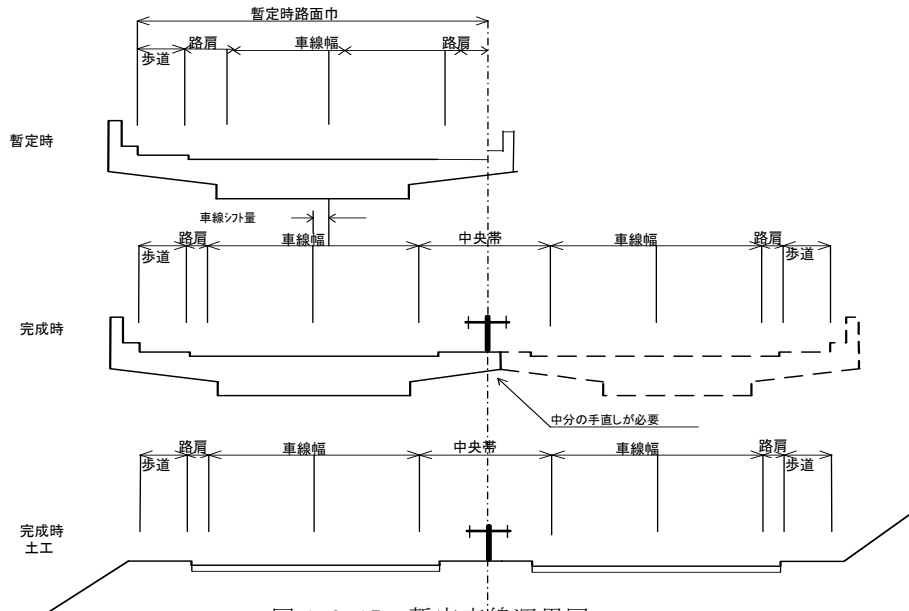 暫定時路面巾
歩道 路肩 車線幅 路肩
暫定時
車線ｼﾌﾄ量
歩道 路肩 車線幅 中央帯 車線幅 路肩 歩道
完成時
中分の手直しが必要
歩道 路肩 車線幅 中央帯 車線幅 路肩 歩道
完成時
土工